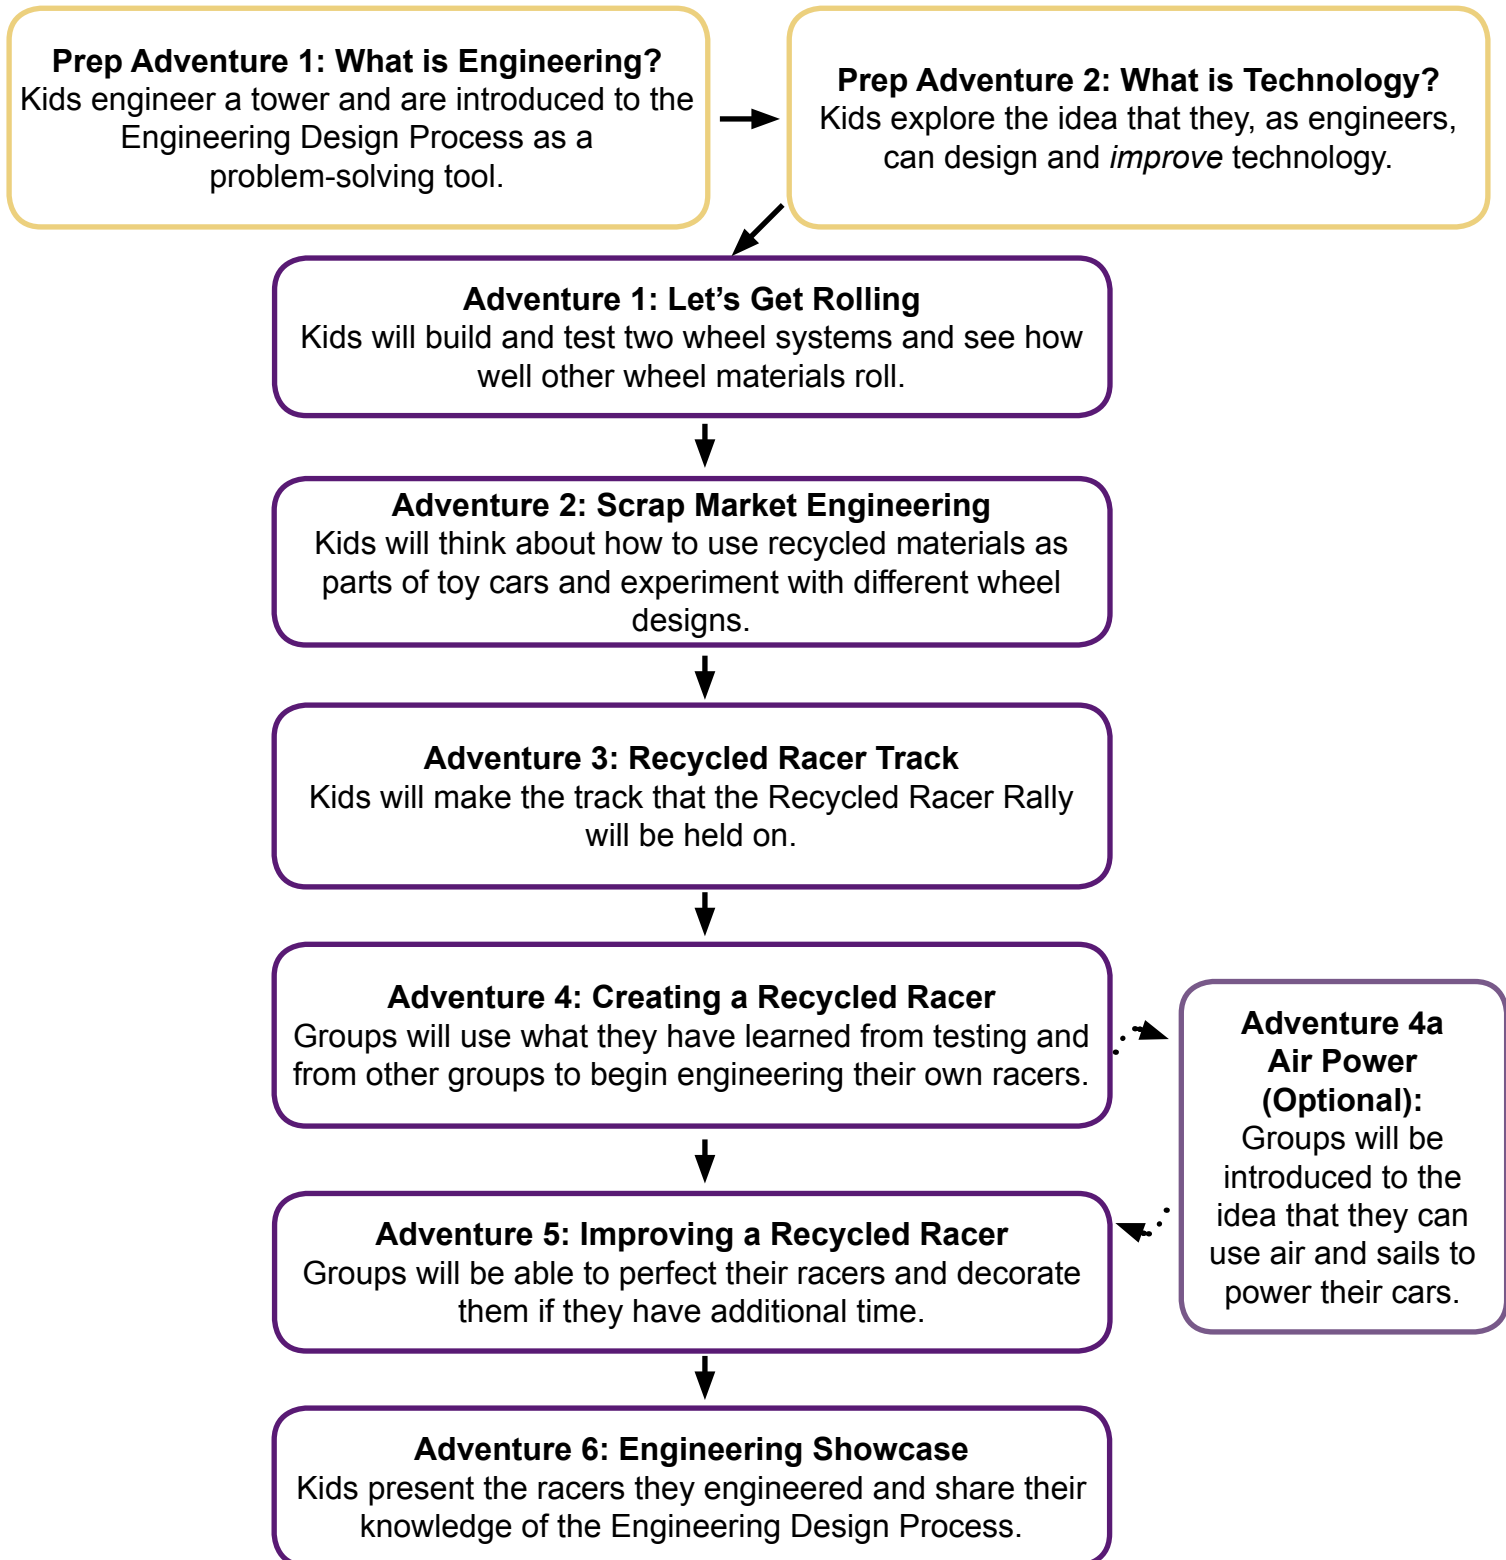 Prep Adventure 1: What is Engineering?
Kids engineer a tower and are introduced to the
Engineering Design Process as a
problem-solving tool.
Prep Adventure 2: What is Technology?
Kids explore the idea that they, as engineers,
can design and improve technology.
Adventure 1: Let’s Get Rolling
Kids will build and test two wheel systems and see how
well other wheel materials roll.
Adventure 2: Scrap Market Engineering
Kids will think about how to use recycled materials as
parts of toy cars and experiment with different wheel
designs.
Adventure 3: Recycled Racer Track
Kids will make the track that the Recycled Racer Rally
will be held on.
Adventure 4: Creating a Recycled Racer
Groups will use what they have learned from testing and
from other groups to begin engineering their own racers.
Adventure 4a
Air Power
(Optional):
Groups will be
introduced to the
idea that they can
use air and sails to
power their cars.
Adventure 5: Improving a Recycled Racer
Groups will be able to perfect their racers and decorate
them if they have additional time.
Adventure 6: Engineering Showcase
Kids present the racers they engineered and share their
knowledge of the Engineering Design Process.